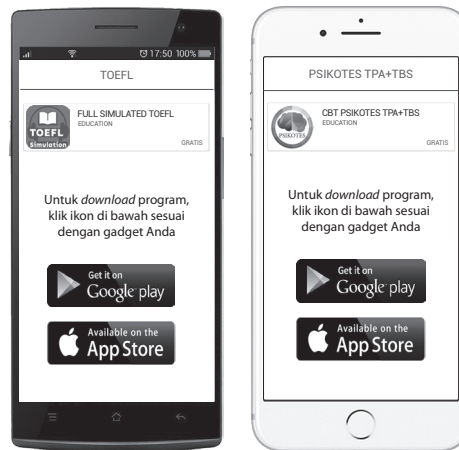 17:50 100%
TOEFL
TOEFL
Simulation
FULL SIMULATED TOEFL
EDUCATION
GRATIS
Untuk download program,
klik ikon di bawah sesuai
dengan gadget Anda
Get it on
Google play
Available on the
App Store
PSIKOTES TPA+TBS
PSIKOTES
CBT PSIKOTES TPA+TBS
EDUCATION
GRATIS
Untuk download program,
klik ikon di bawah sesuai
dengan gadget Anda
Get it on
Google play
Available on the
App Store